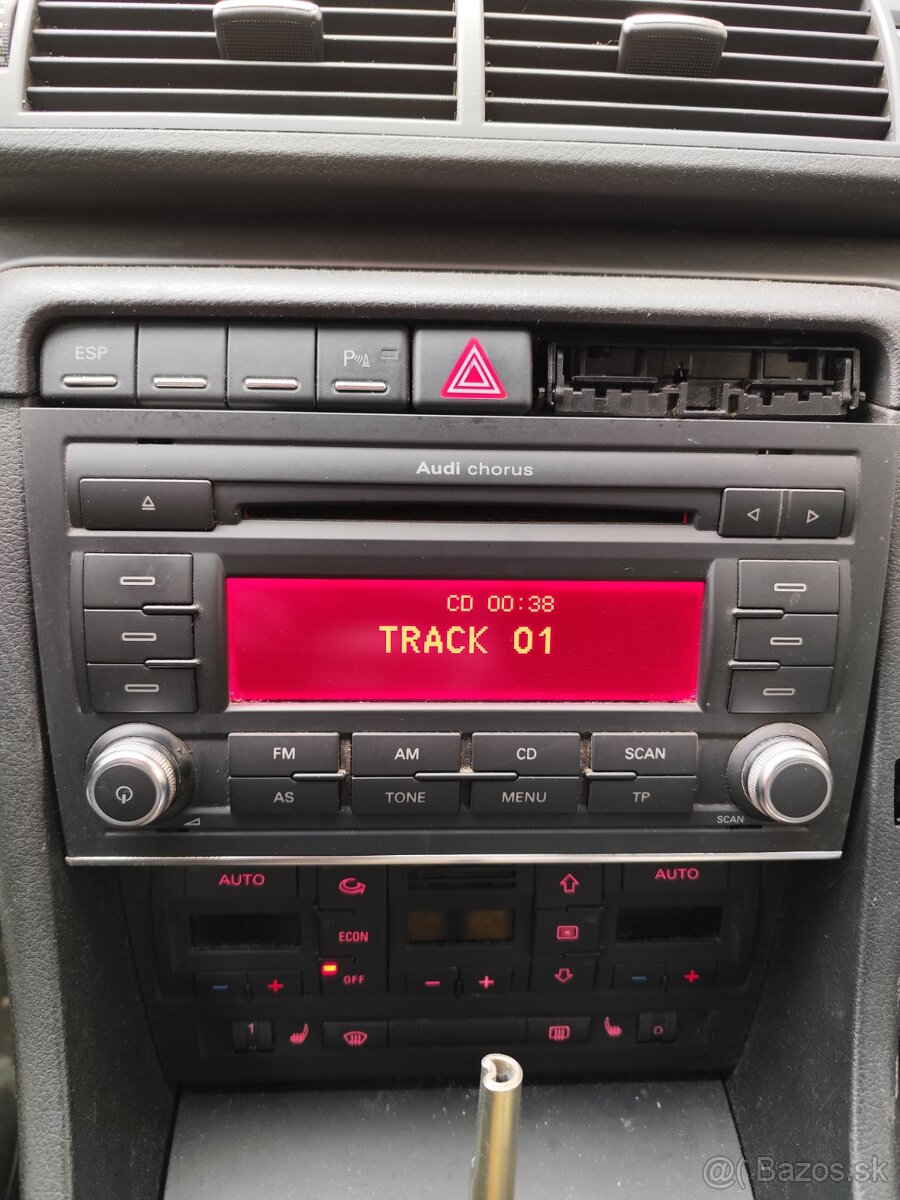 ESP
P
Audi chorus
CD 00:38
TRACK 01
FM AM CD SCAN
AS TONE MENU TP
SCAN
AUTO AUTO
ECON
OFF
- + - + - +
1 0
@( Bazos.sk